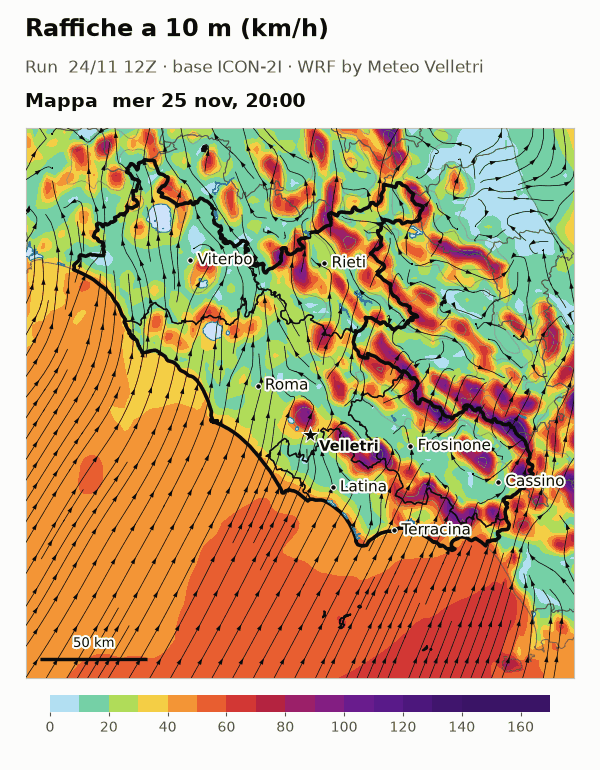 Raffiche a 10 m (km/h)
Run  24/11 12Z · base ICON-2I · WRF by Meteo Velletri
Mappa  mer 25 nov, 20:00
Viterbo
Rieti
Roma
Velletri
Frosinone
Latina
Cassino
Terracina
50 km
0 20 40 60 80 100 120 140 160